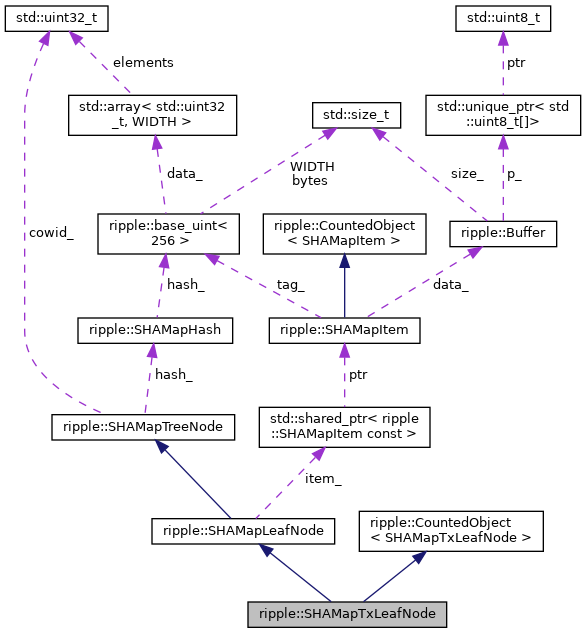 std::uint32_t
std::uint8_t
elements
ptr
std::array< std::uint32
_t, WIDTH >
std::size_t
std::unique_ptr< std
::uint8_t[]>
data_
WIDTH
bytes
size_
p_
cowid_
ripple::base_uint<
256 >
ripple::CountedObject
< SHAMapItem >
ripple::Buffer
hash_
tag_
data_
ripple::SHAMapHash
ripple::SHAMapItem
hash_
ptr
ripple::SHAMapTreeNode
std::shared_ptr< ripple
::SHAMapItem const >
item_
ripple::SHAMapLeafNode
ripple::CountedObject
< SHAMapTxLeafNode >
ripple::SHAMapTxLeafNode